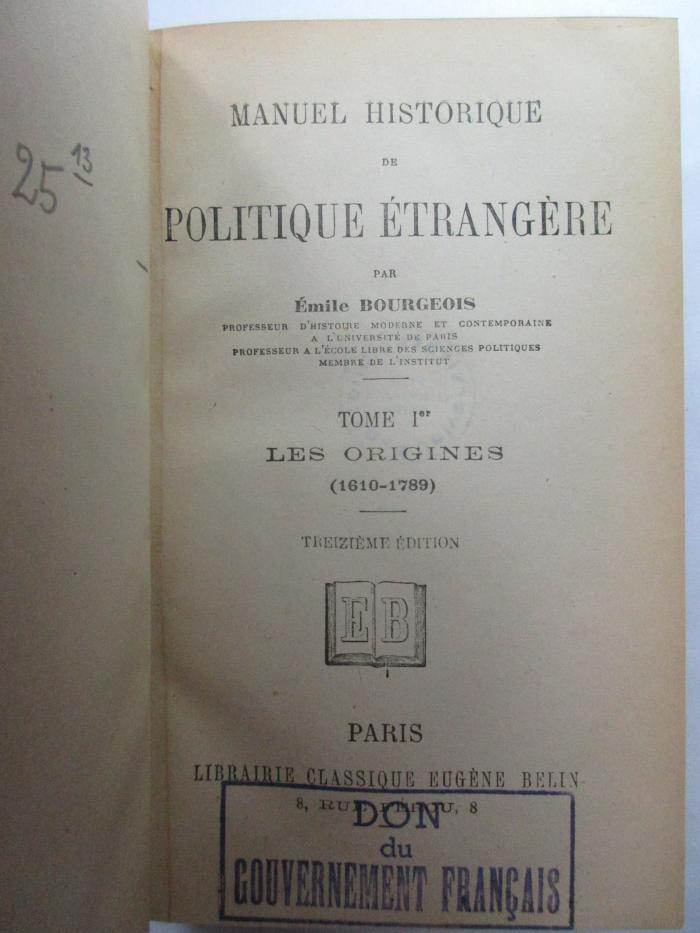 25 13
MANUEL HISTORIQUE
DE
POLITIQUE ÉTRANGÈRE
PAR
Émile BOURGEOIS
PROFESSEUR D'HISTOIRE MODERNE ET CONTEMPORAINE
A L'UNIVERSITÉ DE PARIS
PROFESSEUR A L'ÉCOLE LIBRE DES SCIENCES POLITIQUES
MEMBRE DE L'INSTITUT
TOME Ier
LES ORIGINES
(1610-1789)
TREIZIÈME ÉDITION
EB
PARIS
LIBRAIRIE CLASSIQUE EUGÈNE BELIN
8, RUE FÉROU, 8
DON
du
GOUVERNEMENT FRANÇAIS